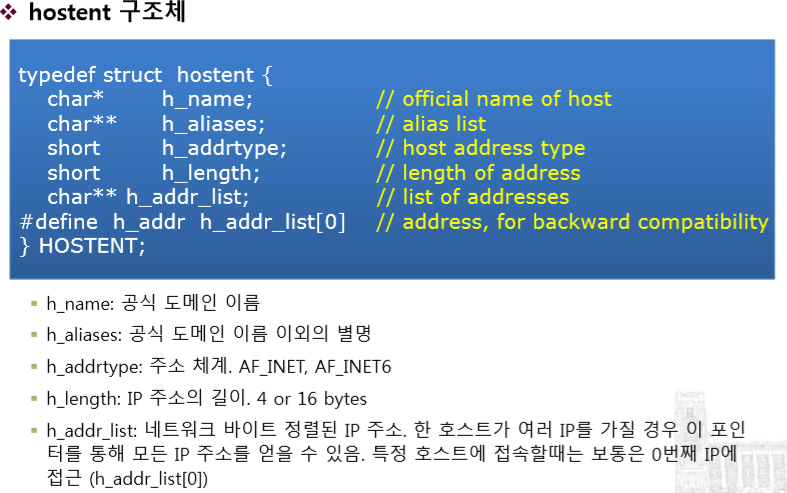 ❖ hostent 구조체
typedef struct hostent {
char* h_name; // official name of host
char** h_aliases; // alias list
short h_addrtype; // host address type
short h_length; // length of address
char** h_addr_list; // list of addresses
#define h_addr h_addr_list[0] // address, for backward compatibility
} HOSTENT;
▪ h_name: 공식 도메인 이름
▪ h_aliases: 공식 도메인 이름 이외의 별명
▪ h_addrtype: 주소 체계. AF_INET, AF_INET6
▪ h_length: IP 주소의 길이. 4 or 16 bytes
▪ h_addr_list: 네트워크 바이트 정렬된 IP 주소. 한 호스트가 여러 IP를 가질 경우 이 포인
터를 통해 모든 IP 주소를 얻을 수 있음. 특정 호스트에 접속할때는 보통은 0번째 IP에
접근 (h_addr_list[0])